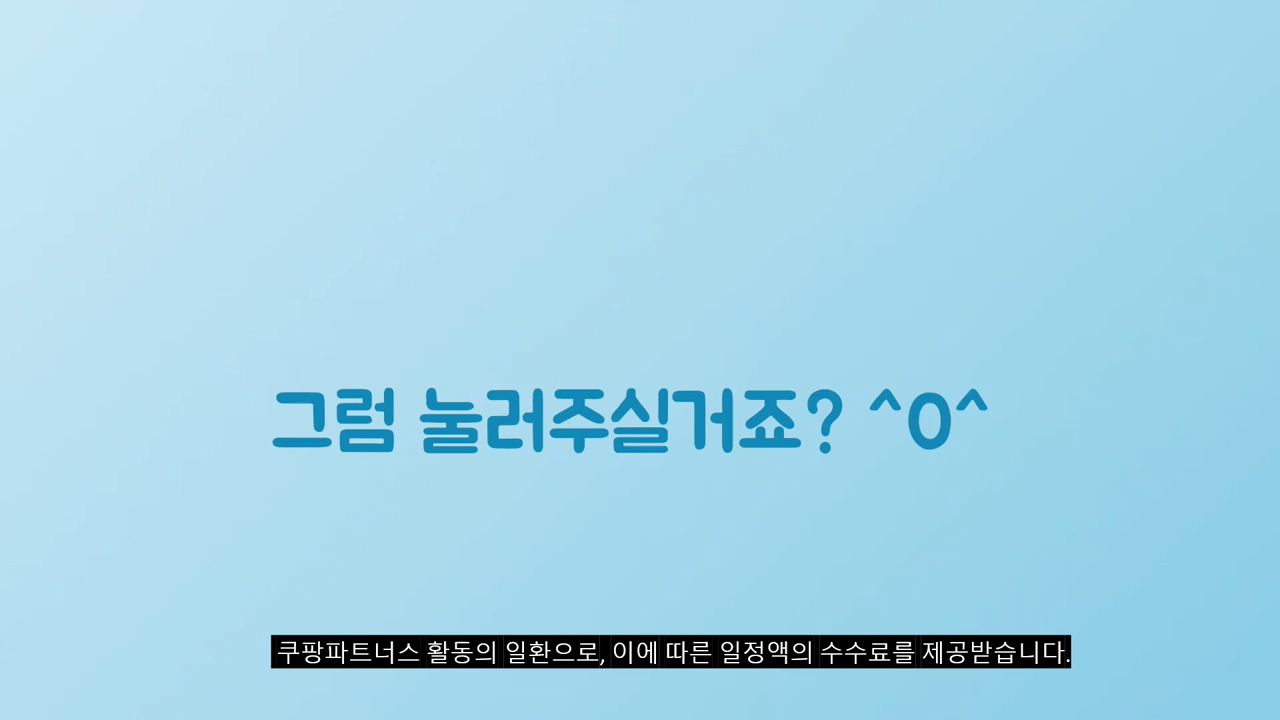 그럼 눌러주실거죠? ^0^
쿠팡파트너스 활동의 일환으로, 이에 따른 일정액의 수수료를 제공받습니다.